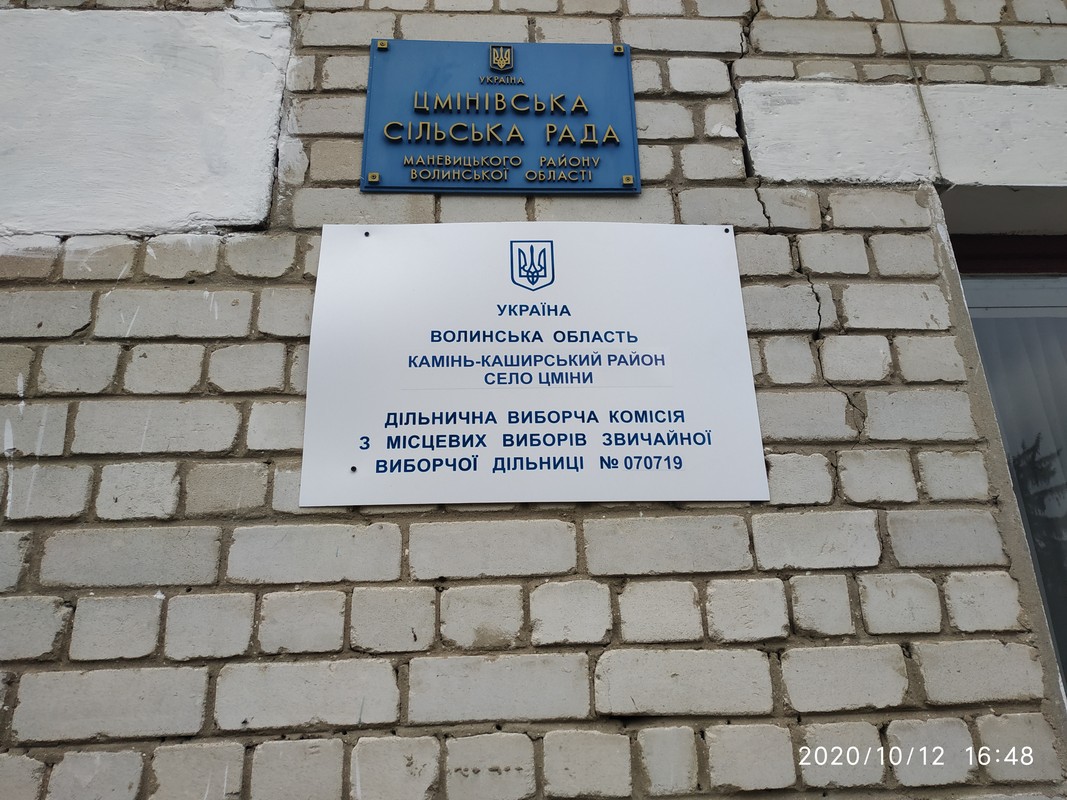 УКРАЇНА
ЦМІНІВСЬКА
СІЛЬСЬКА РАДА
МАНЕВИЦЬКОГО РАЙОНУ
ВОЛИНСЬКОЇ ОБЛАСТІ
УКРАЇНА
ВОЛИНСЬКА ОБЛАСТЬ
КАМІНЬ-КАШИРСЬКИЙ РАЙОН
СЕЛО ЦМІНИ
ДІЛЬНИЧНА ВИБОРЧА КОМІСІЯ
З МІСЦЕВИХ ВИБОРІВ ЗВИЧАЙНОЇ
ВИБОРЧОЇ ДІЛЬНИЦІ № 070719
2020/10/12 16:48